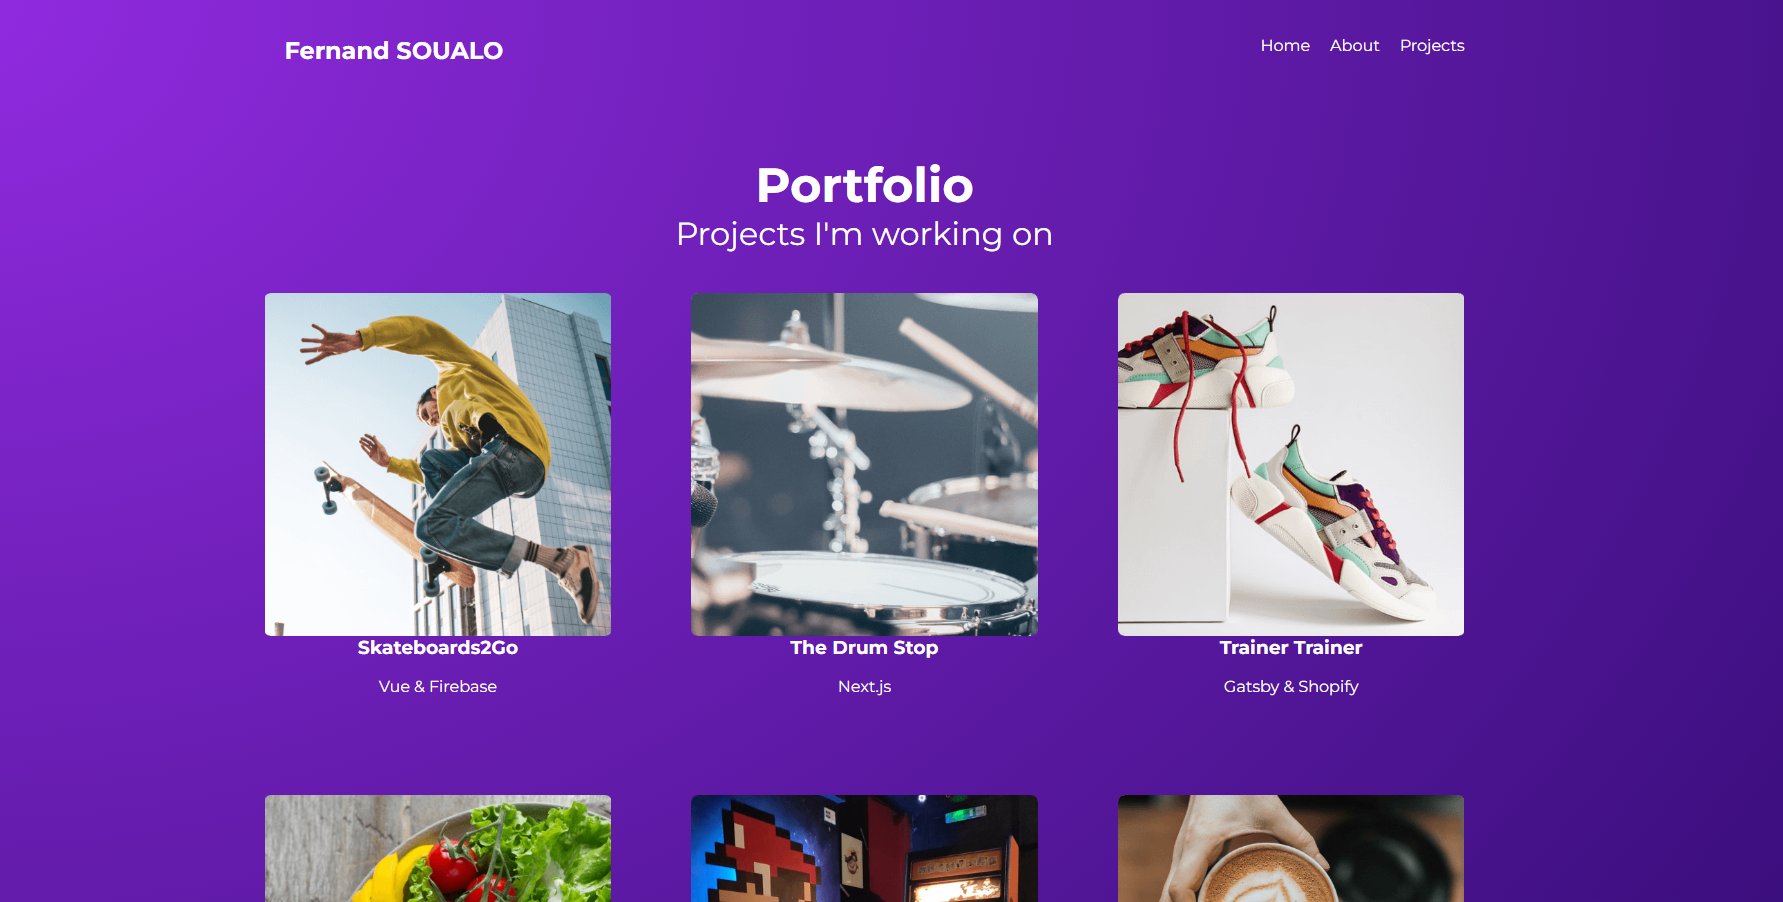 Fernand SOUALO
Home About Projects
Portfolio
Projects I'm working on
Skateboards2Go
Vue & Firebase
The Drum Stop
Next.js
Trainer Trainer
Gatsby & Shopify